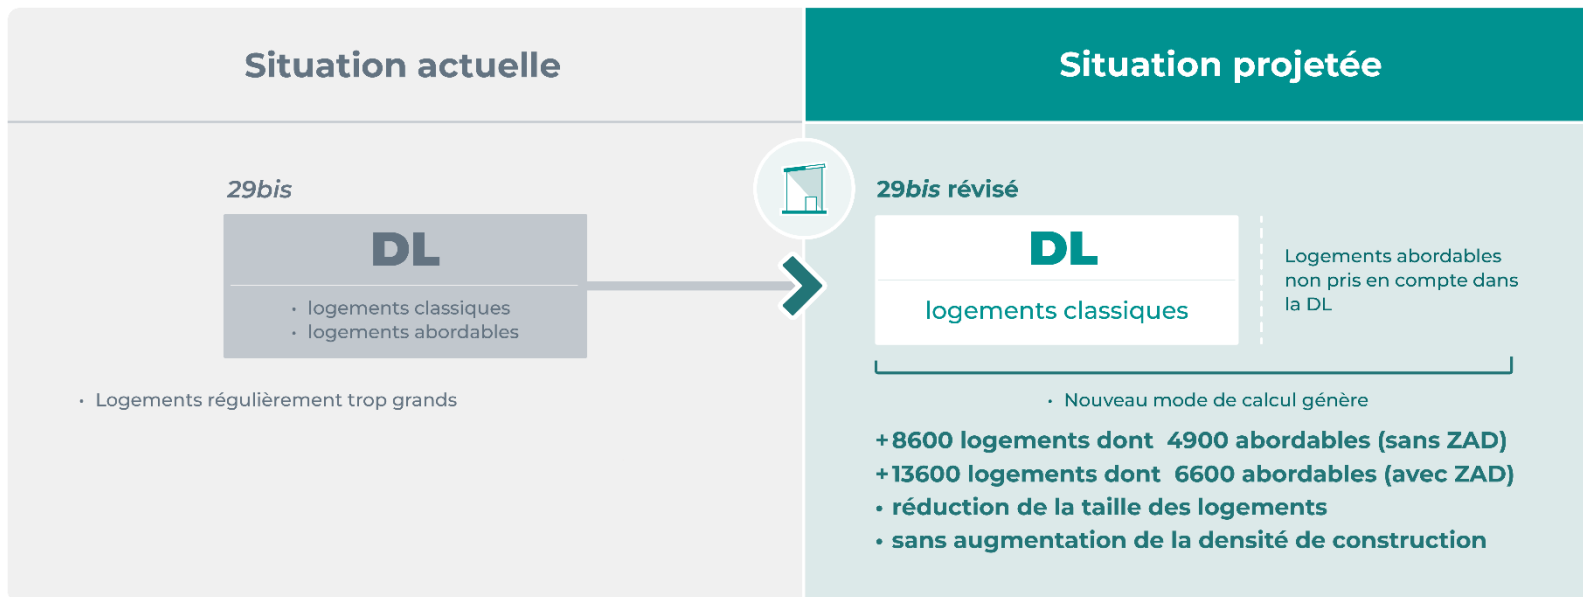 Situation actuelle
29bis
DL
• logements classiques
• logements abordables
• Logements régulièrement trop grands
Situation projetée
29bis révisé
DL
logements classiques
Logements abordables
non pris en compte dans
la DL
• Nouveau mode de calcul génère
+8600 logements dont 4900 abordables (sans ZAD)
+13600 logements dont 6600 abordables (avec ZAD)
• réduction de la taille des logements
• sans augmentation de la densité de construction